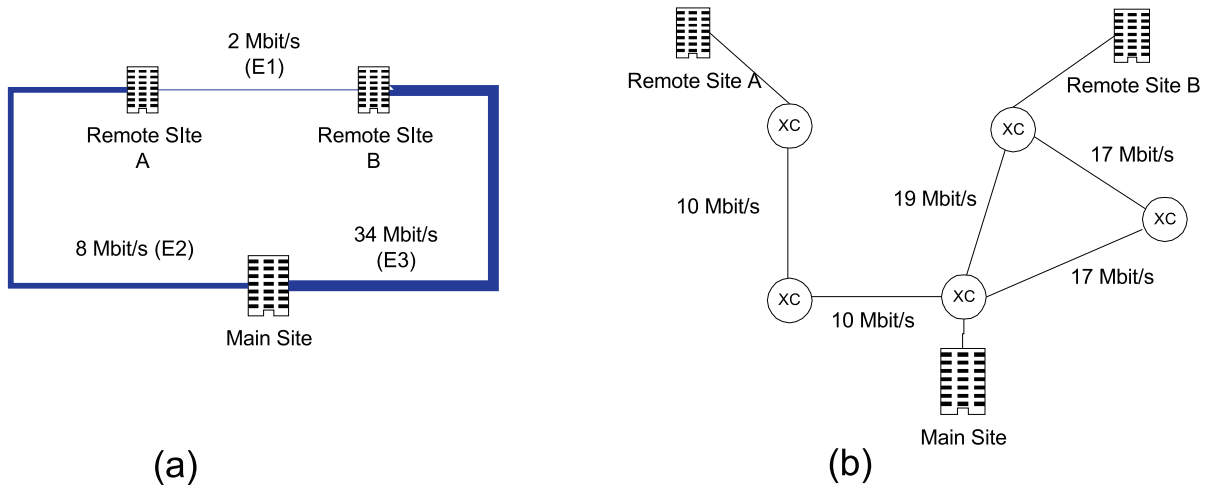 2 Mbit/s
(E1)
Remote SIte
A
Remote SIte
B
8 Mbit/s (E2)
34 Mbit/s
(E3)
Main Site
(a)
Remote Site A
Remote Site B
XC
XC
17 Mbit/s
10 Mbit/s
19 Mbit/s
XC
17 Mbit/s
XC
XC
10 Mbit/s
Main Site
(b)